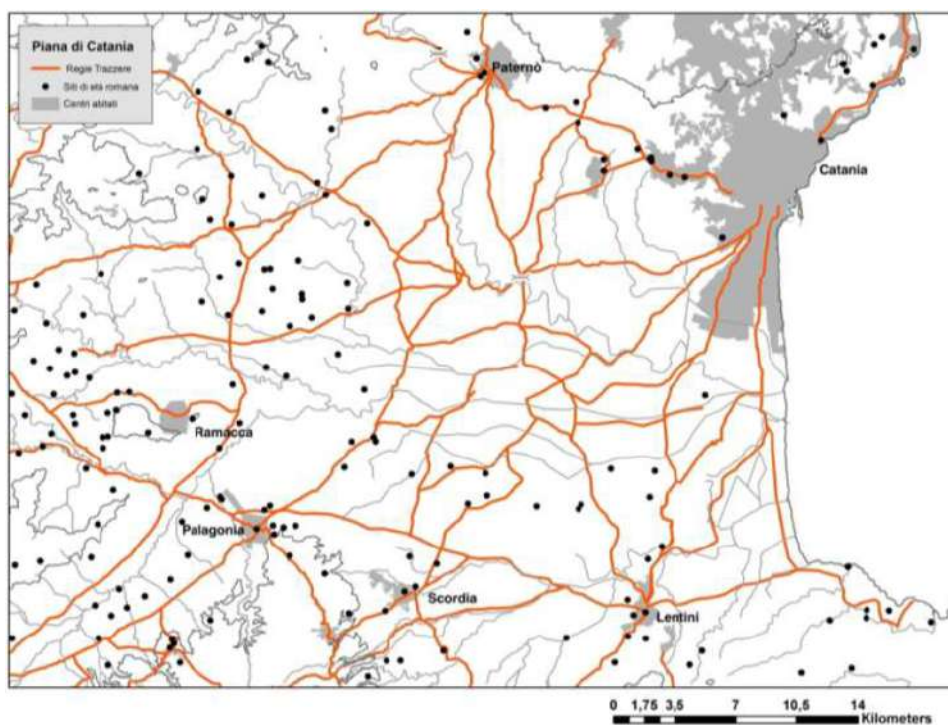 Piana di Catania
Regie Trazzere
Siti di età romana
Centri abitati
Paternò
Catania
Ramacca
Palagonia
Scordia
Lentini
0 1,75 3,5 7 10,5 14
Kilometers